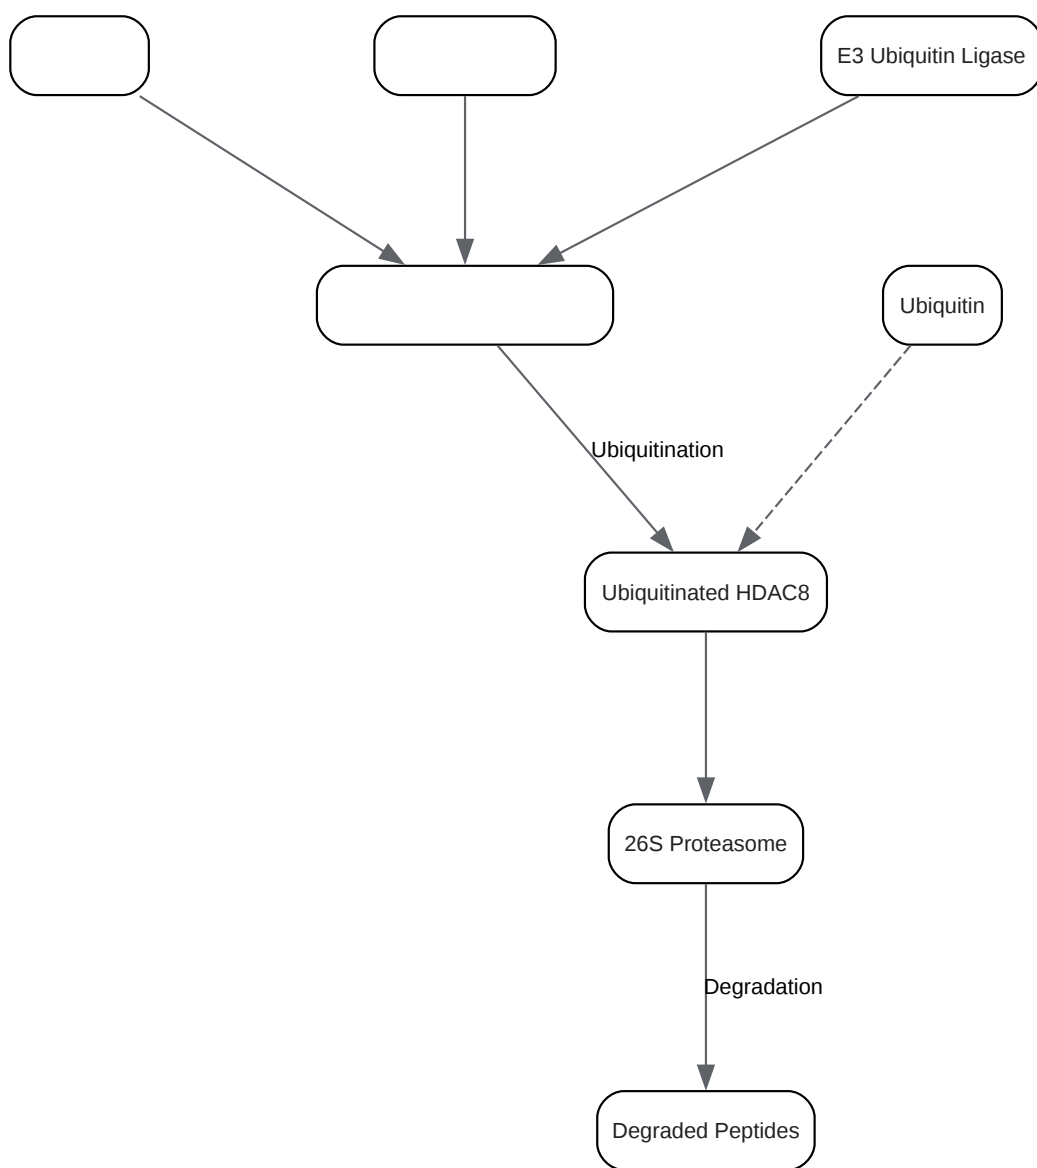 E3 Ubiquitin Ligase
Ubiquitin
Ubiquitination
Ubiquitinated HDAC8
26S Proteasome
Degradation
Degraded Peptides